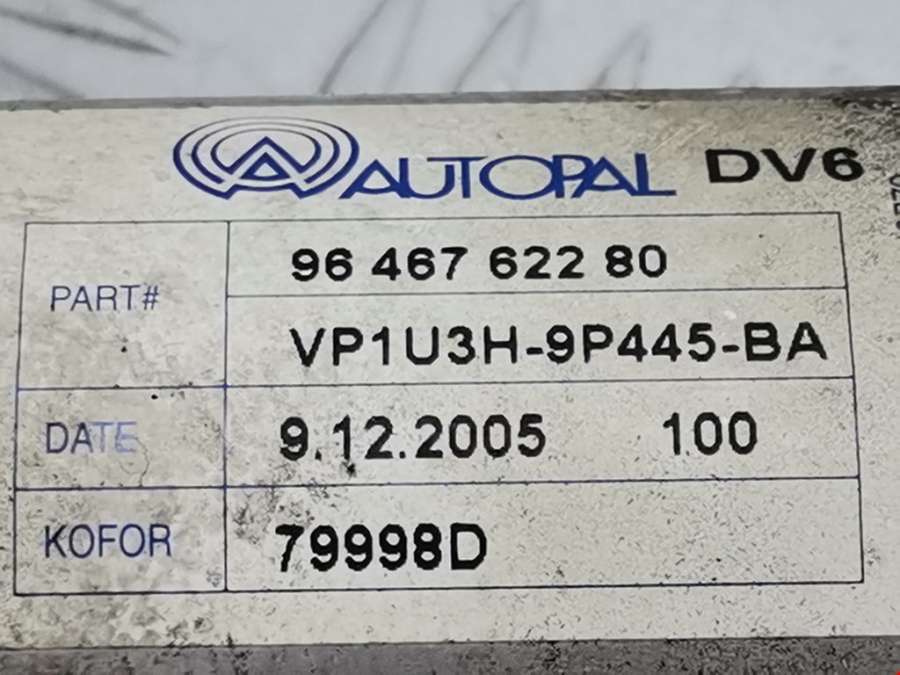 AUTOPAL DV6
PART# 96 467 622 80
VP1U3H-9P445-BA
DATE 9.12.2005 100
KOFOR 79998D